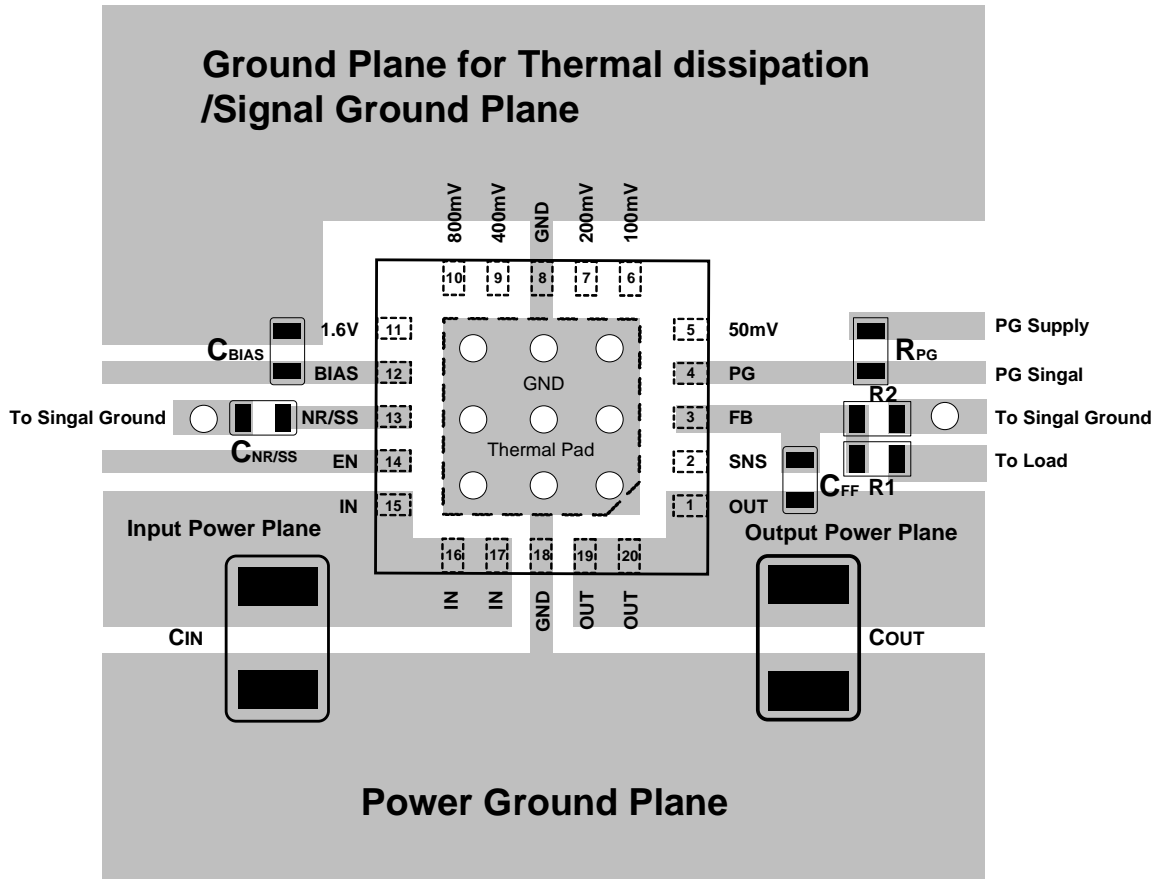 Ground Plane for Thermal dissipation
/Signal Ground Plane
800mV
400mV
GND
200mV
100mV
10
9
8
7
6
1.6V
11
5
50mV
PG Supply
CBIAS
RPG
BIAS
12
4
PG
PG Singal
GND
R2
To Singal Ground
NR/SS
13
3
FB
To Singal Ground
CNR/SS
Thermal Pad
EN
14
2
SNS
CFF
R1
To Load
IN
15
1
OUT
Input Power Plane
Output Power Plane
16
17
18
19
20
IN
IN
GND
OUT
OUT
CIN
COUT
Power Ground Plane